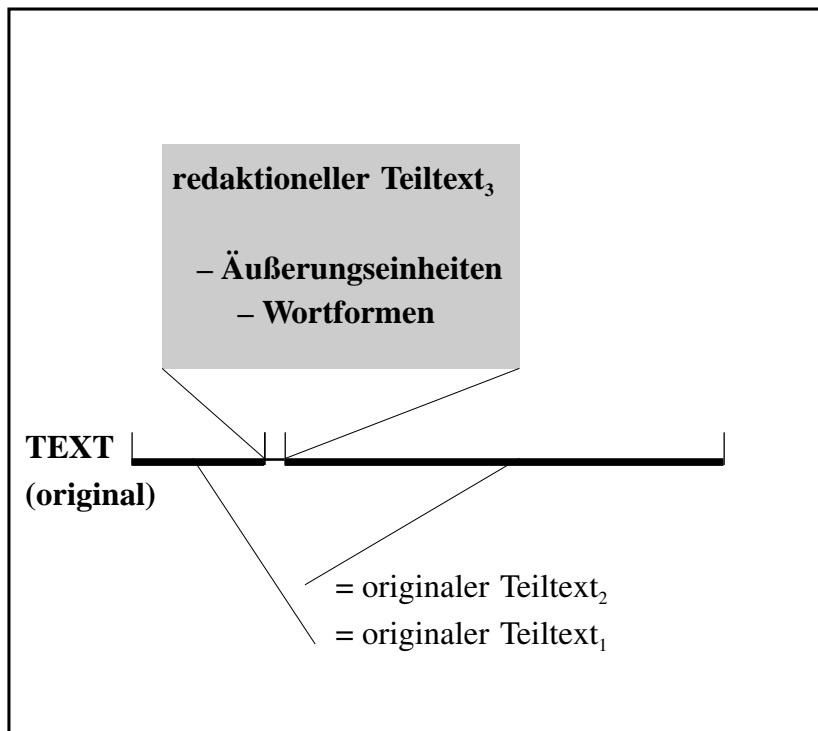 redaktioneller Teiltext₃
– Äußerungseinheiten
– Wortformen
TEXT
(original)
= originaler Teiltext₂
= originaler Teiltext₁